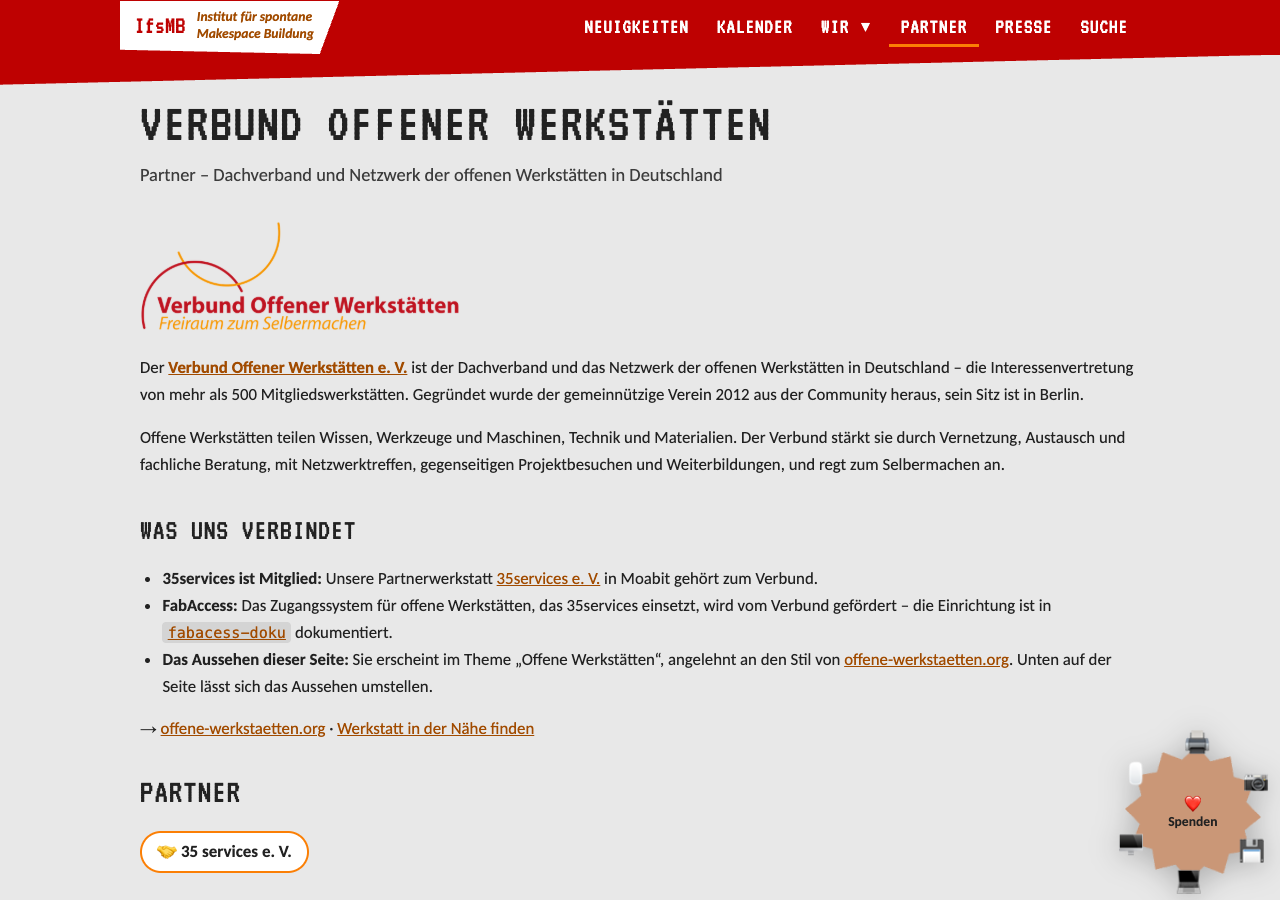 IfsMB
Institut für spontane
Makespace Buildung
NEUIGKEITEN KALENDER WIR ▼ PARTNER PRESSE SUCHE
VERBUND OFFENER WERKSTÄTTEN
Partner – Dachverband und Netzwerk der offenen Werkstätten in Deutschland
Verbund Offener Werkstätten
Freiraum zum Selbermachen
Der Verbund Offener Werkstätten e. V. ist der Dachverband und das Netzwerk der offenen Werkstätten in Deutschland – die Interessenvertretung
von mehr als 500 Mitgliedswerkstätten. Gegründet wurde der gemeinnützige Verein 2012 aus der Community heraus, sein Sitz ist in Berlin.
Offene Werkstätten teilen Wissen, Werkzeuge und Maschinen, Technik und Materialien. Der Verbund stärkt sie durch Vernetzung, Austausch und
fachliche Beratung, mit Netzwerktreffen, gegenseitigen Projektbesuchen und Weiterbildungen, und regt zum Selbermachen an.
WAS UNS VERBINDET
• 35services ist Mitglied: Unsere Partnerwerkstatt 35services e. V. in Moabit gehört zum Verbund.
• FabAccess: Das Zugangssystem für offene Werkstätten, das 35services einsetzt, wird vom Verbund gefördert – die Einrichtung ist in
fabacess-doku dokumentiert.
• Das Aussehen dieser Seite: Sie erscheint im Theme „Offene Werkstätten“, angelehnt an den Stil von offene-werkstaetten.org. Unten auf der
Seite lässt sich das Aussehen umstellen.
→ offene-werkstaetten.org · Werkstatt in der Nähe finden
PARTNER
🤝 35 services e. V.
❤️
Spenden